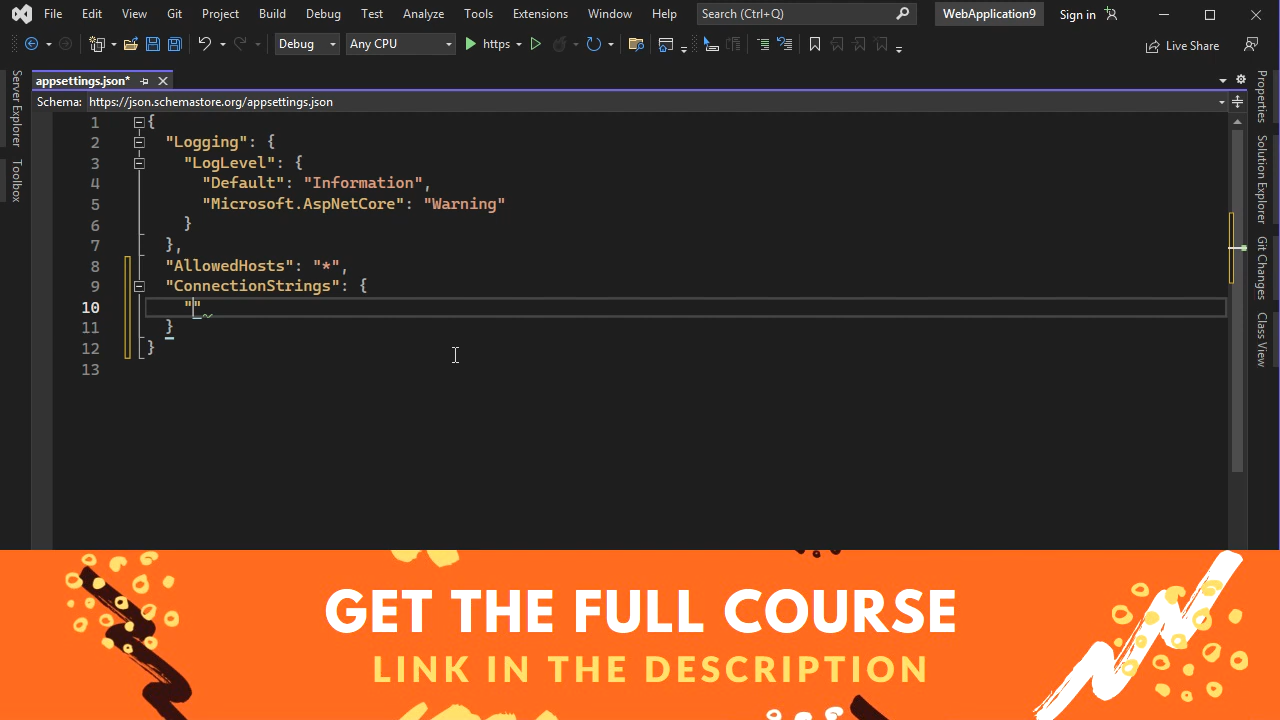 File Edit View Git Project Build Debug Test Analyze Tools Extensions Window Help Search (Ctrl+Q) WebApplication9 Sign in
Debug Any CPU https Live Share
appsettings.json*
Schema: https://json.schemastore.org/appsettings.json
Server Explorer
Toolbox
1 {
2 "Logging": {
3 "LogLevel": {
4 "Default": "Information",
5 "Microsoft.AspNetCore": "Warning"
6 }
7 },
8 "AllowedHosts": "*",
9 "ConnectionStrings": {
10 ""
11 }
12 }
13
Properties
Solution Explorer
Git Changes
Class View
GET THE FULL COURSE
LINK IN THE DESCRIPTION